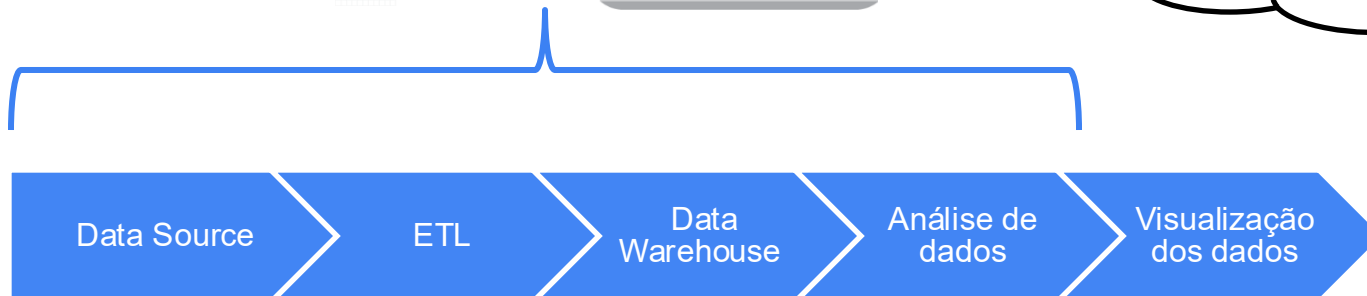 Data Source
ETL
Data
Warehouse
Análise de
dados
Visualização
dos dados